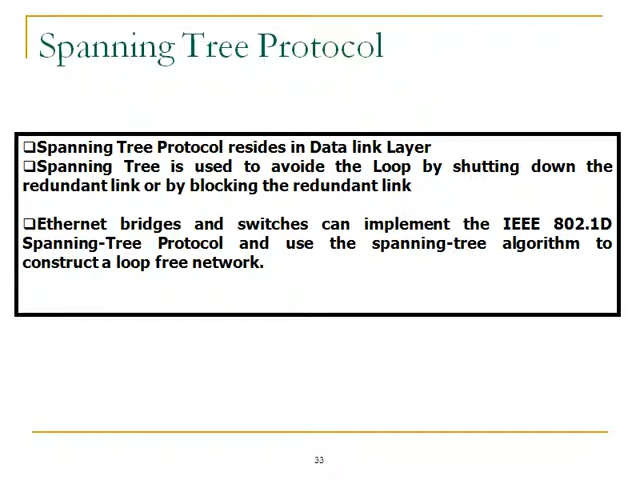 Spanning Tree Protocol
❑Spanning Tree Protocol resides in Data link Layer
❑Spanning Tree is used to avoide the Loop by shutting down the
redundant link or by blocking the redundant link
❑Ethernet bridges and switches can implement the IEEE 802.1D
Spanning-Tree Protocol and use the spanning-tree algorithm to
construct a loop free network.
33